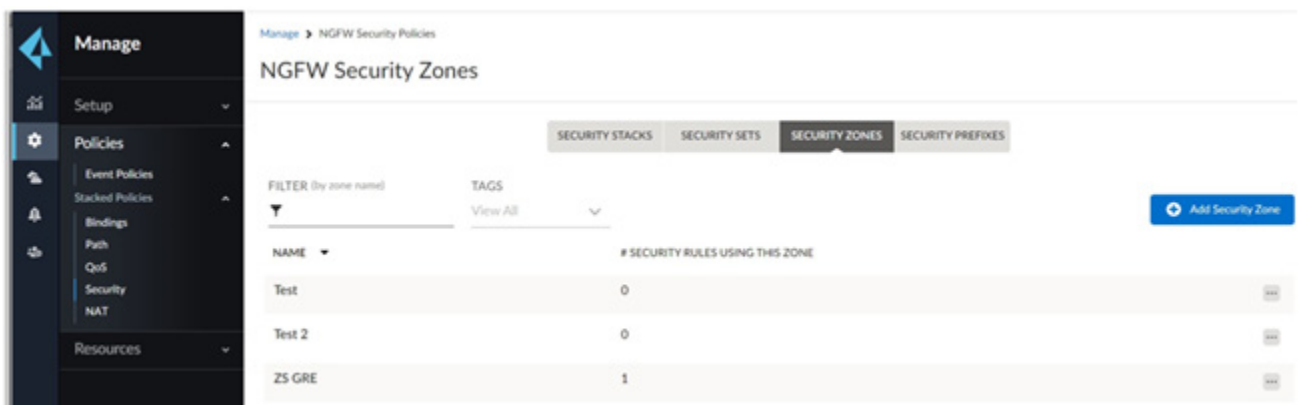 Manage
Setup
Policies
Event Policies
Stacked Policies
Bindings
Path
QoS
Security
NAT
Resources
Manage > NGFW Security Policies
NGFW Security Zones
SECURITY STACKS SECURITY SETS SECURITY ZONES SECURITY PREFIXES
FILTER (by zone name) TAGS
View All
Add Security Zone
NAME # SECURITY RULES USING THIS ZONE
Test 0
Test 2 0
ZS GRE 1